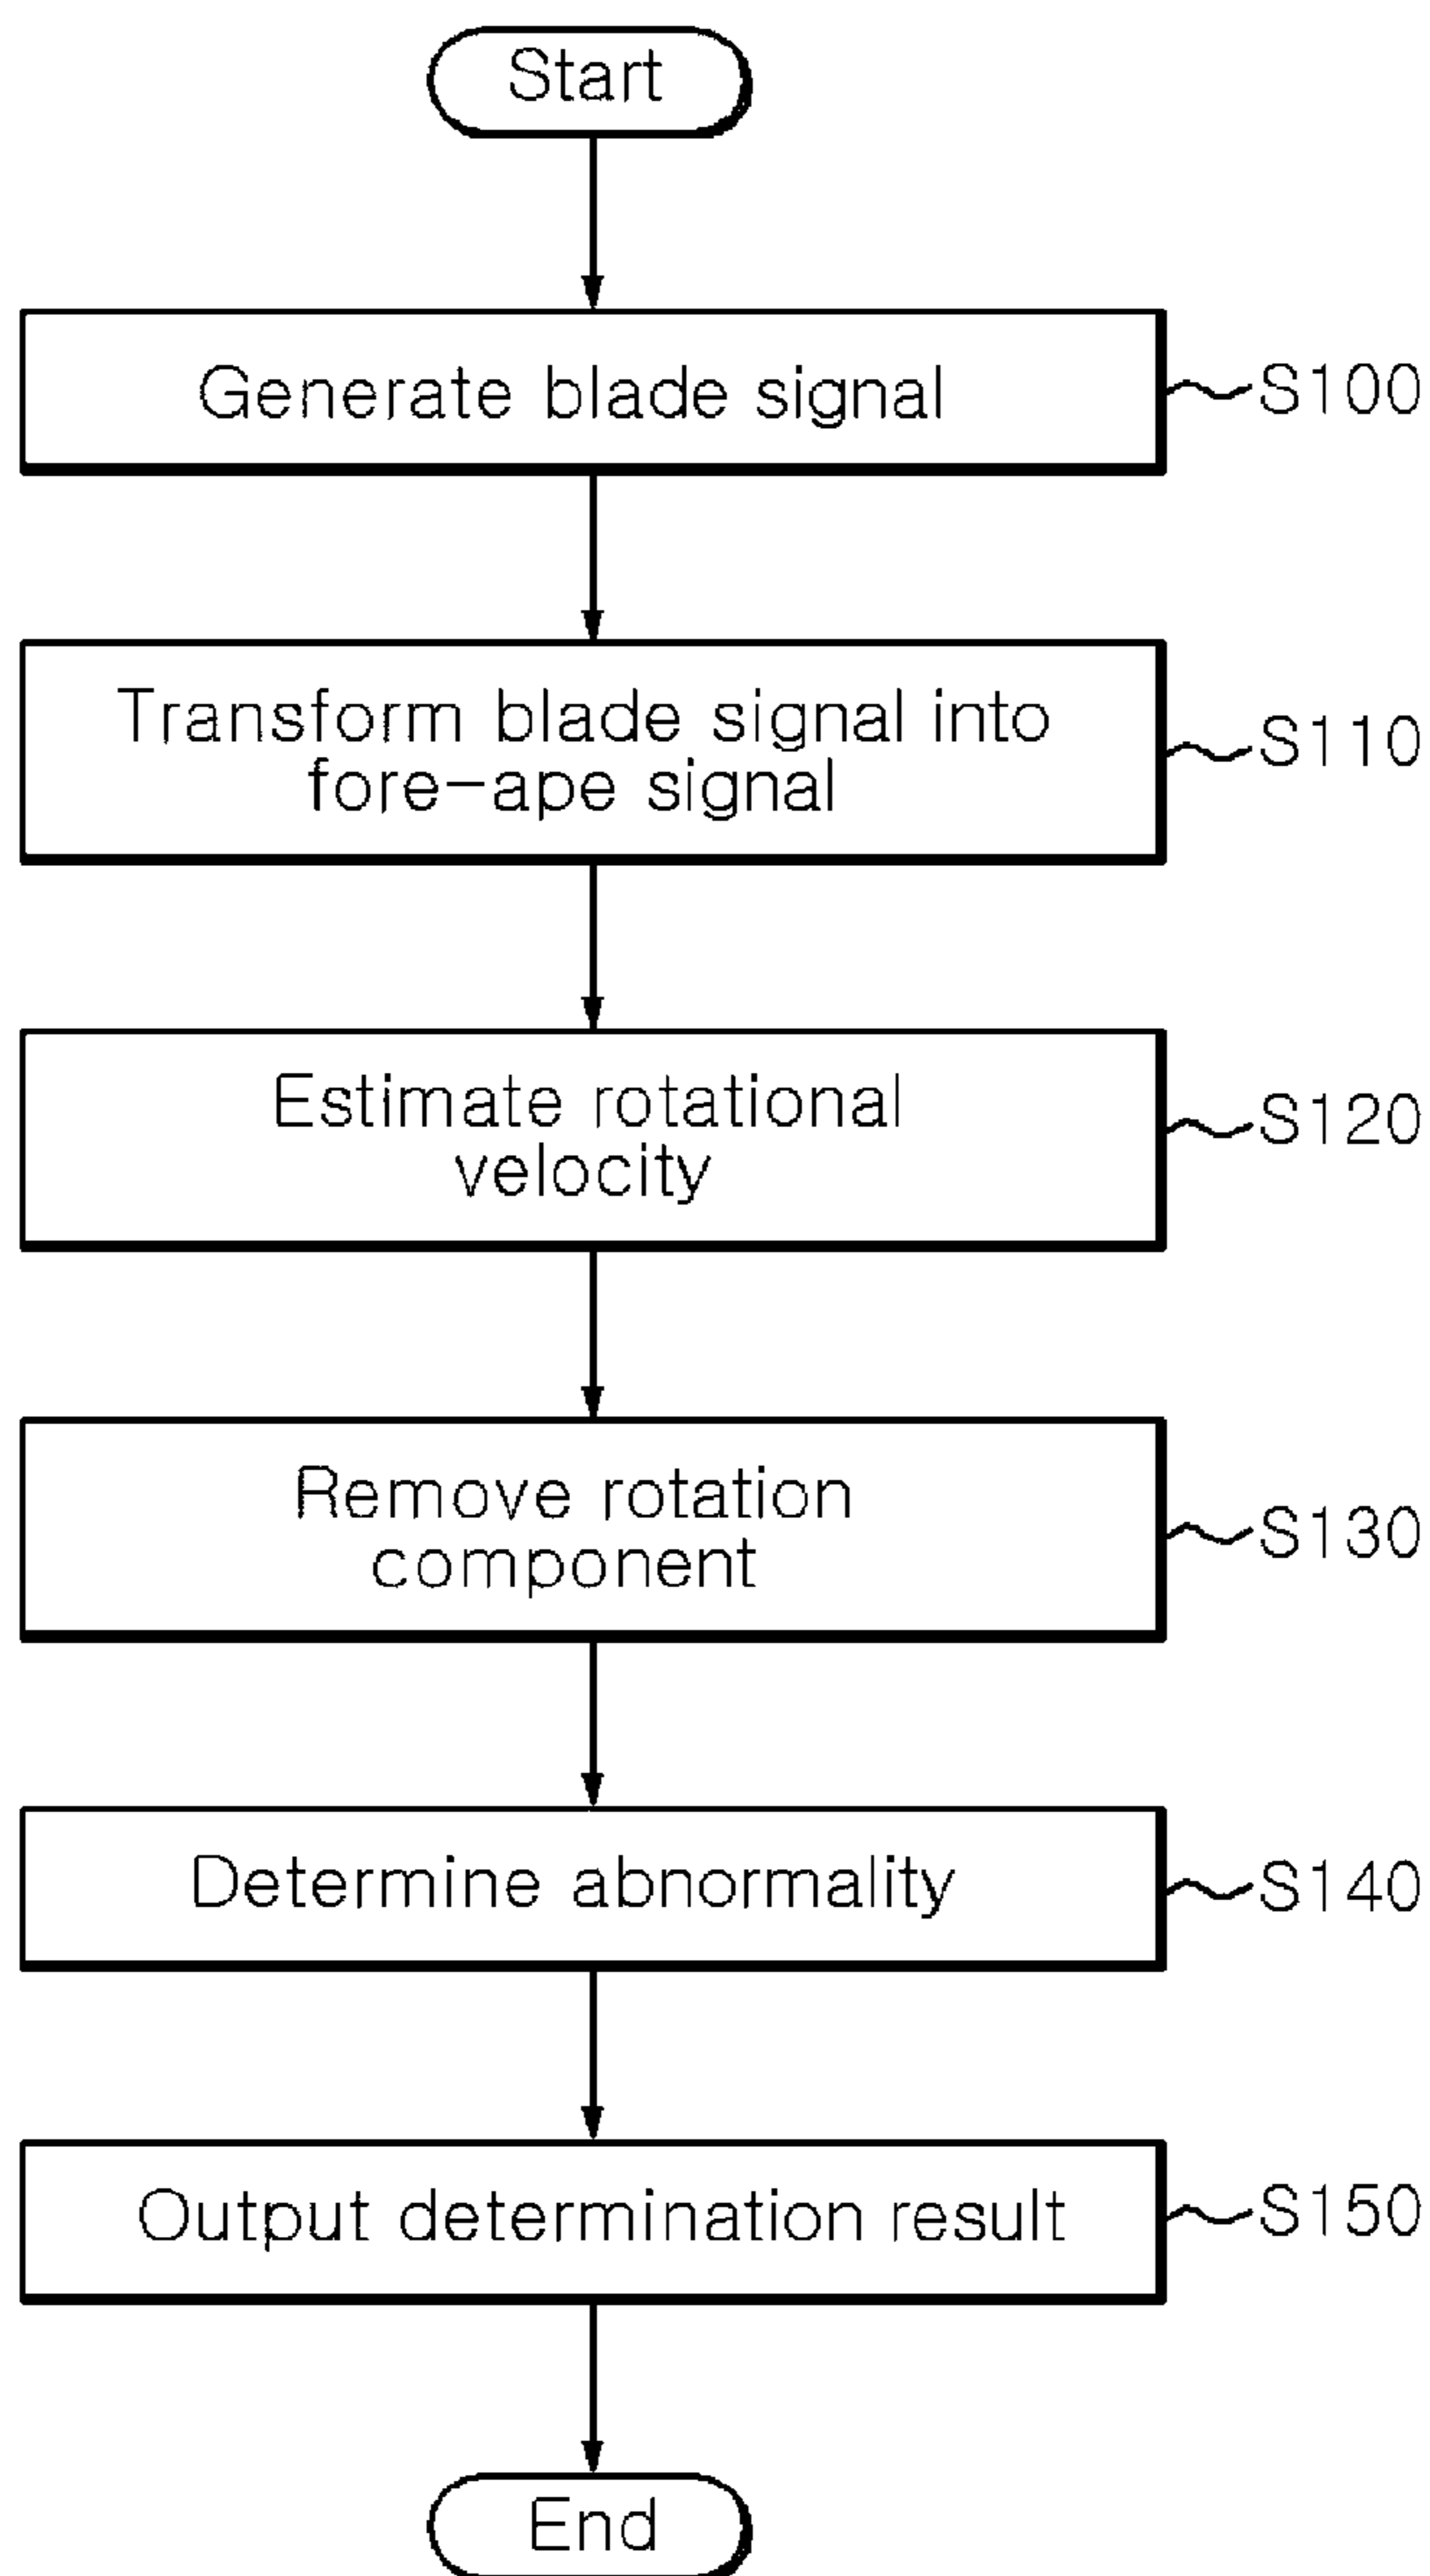 Start
Generate blade signal
S100
Transform blade signal into
fore-ape signal
S110
Estimate rotational
velocity
S120
Remove rotation
component
S130
Determine abnormality
S140
Output determination result
S150
End